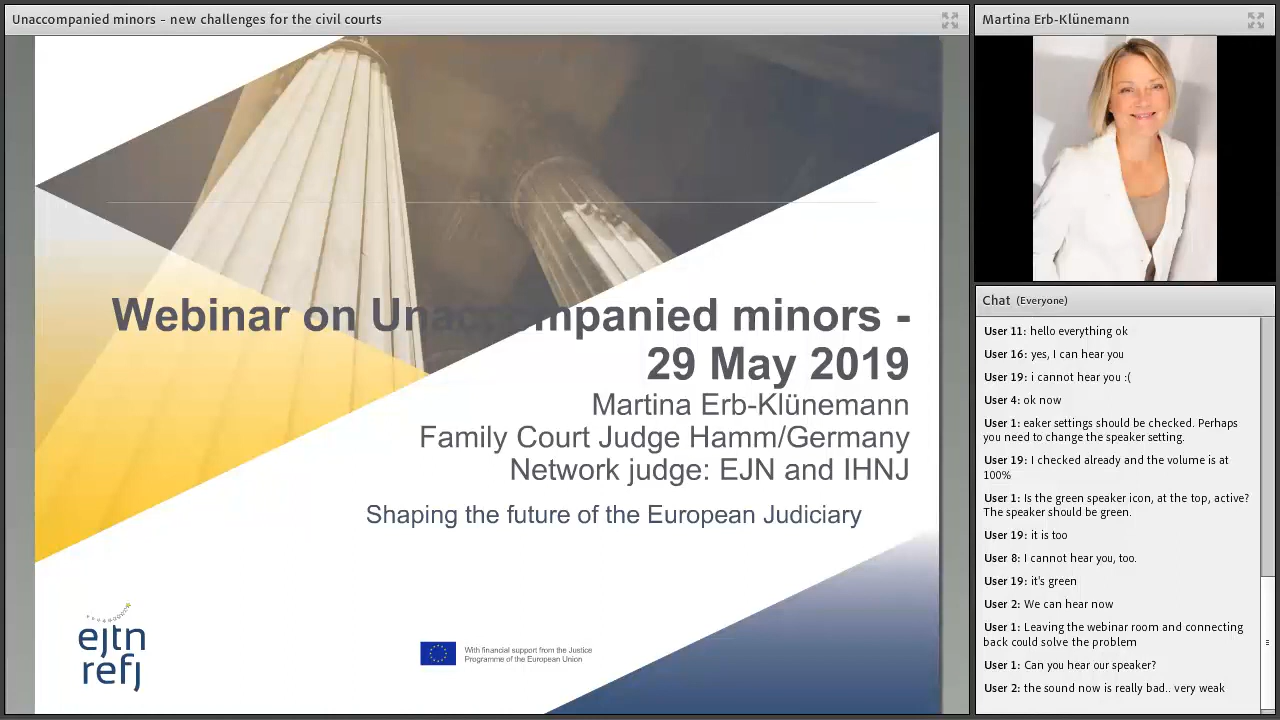 Unaccompanied minors - new challenges for the civil courts
Webinar on Unaccompanied minors -
29 May 2019
Martina Erb-Klünemann
Family Court Judge Hamm/Germany
Network judge: EJN and IHNJ
Shaping the future of the European Judiciary
ejtn
refj
With financial support from the Justice
Programme of the European Union
Martina Erb-Klünemann
Chat (Everyone)
User 11: hello everything ok
User 16: yes, I can hear you
User 19: i cannot hear you :(
User 4: ok now
User 1: eaker settings should be checked. Perhaps
you need to change the speaker setting.
User 19: I checked already and the volume is at
100%
User 1: Is the green speaker icon, at the top, active?
The speaker should be green.
User 19: it is too
User 8: I cannot hear you, too.
User 19: it's green
User 2: We can hear now
User 1: Leaving the webinar room and connecting
back could solve the problem
User 1: Can you hear our speaker?
User 2: the sound now is really bad.. very weak